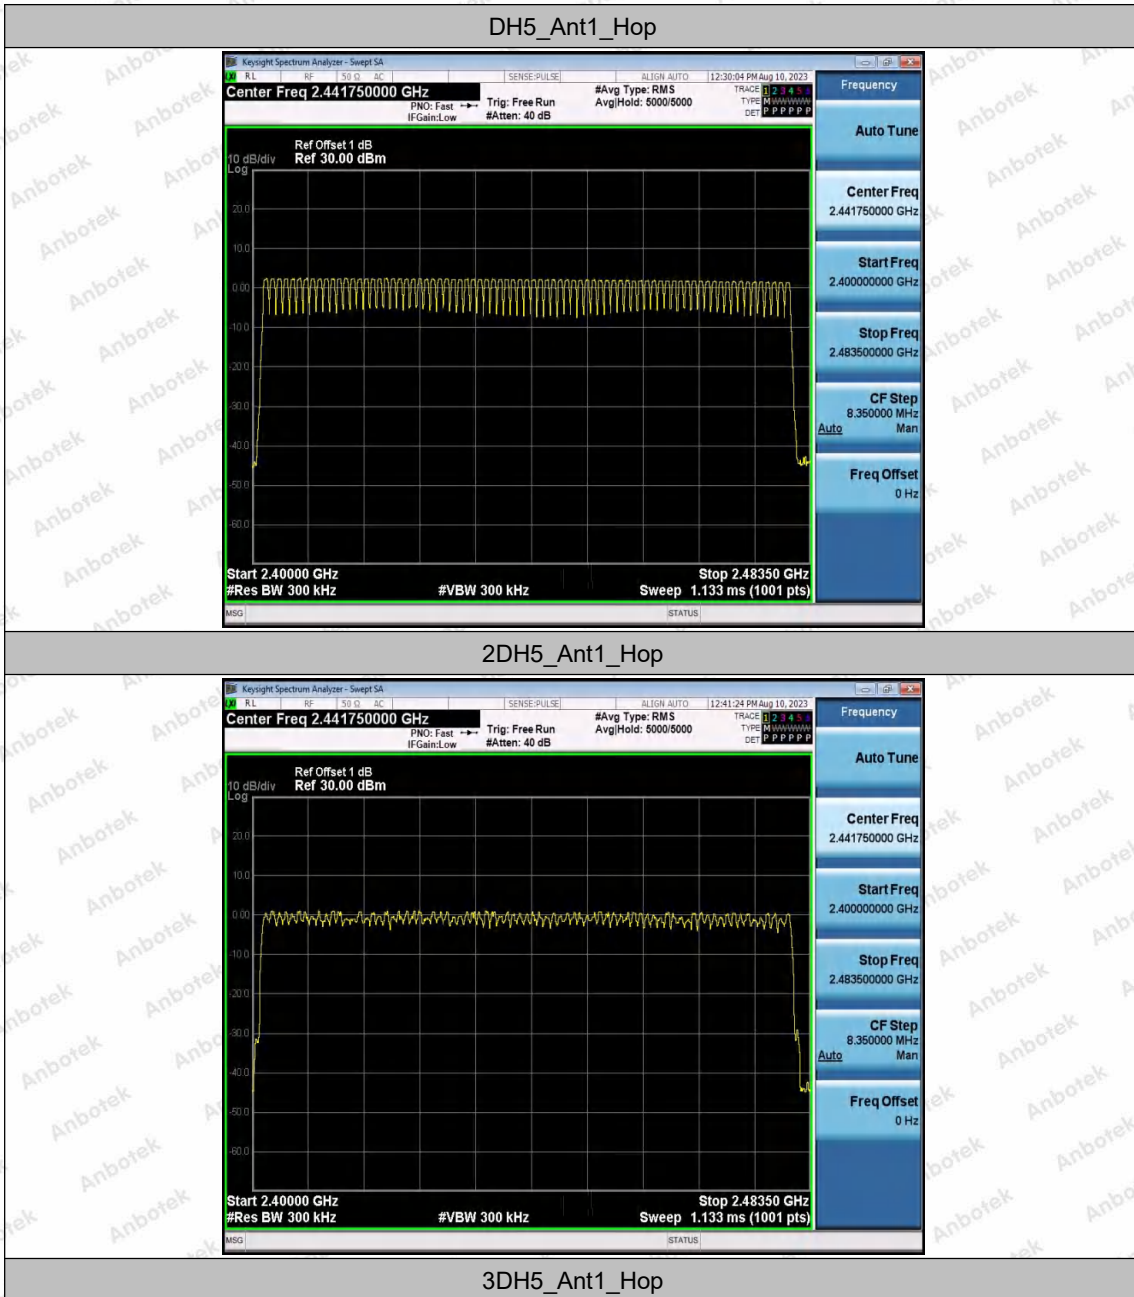 DH5_Ant1_Hop
Keysight Spectrum Analyzer - Swept SA
RL RF 50 Ω AC SENSE:PULSE ALIGN AUTO 12:30:04 PM Aug 10, 2023
Center Freq 2.441750000 GHz #Avg Type: RMS TRACE 1 2 3 4 5 6 Frequency
PNO: Fast Trig: Free Run Avg|Hold: 5000/5000 TYPE M WWWWW
IFGain:Low #Atten: 40 dB DET P P P P P P
Auto Tune
Ref Offset 1 dB
10 dB/div Ref 30.00 dBm
Log
Center Freq
2.441750000 GHz
20.0
10.0
Start Freq
2.400000000 GHz
0.00
-10.0
Stop Freq
2.483500000 GHz
-20.0
-30.0
CF Step
8.350000 MHz
Auto Man
-40.0
Freq Offset
0 Hz
-50.0
-60.0
Start 2.40000 GHz Stop 2.48350 GHz
#Res BW 300 kHz #VBW 300 kHz Sweep 1.133 ms (1001 pts)
MSG STATUS
2DH5_Ant1_Hop
Keysight Spectrum Analyzer - Swept SA
RL RF 50 Ω AC SENSE:PULSE ALIGN AUTO 12:41:24 PM Aug 10, 2023
Center Freq 2.441750000 GHz #Avg Type: RMS TRACE 1 2 3 4 5 6 Frequency
PNO: Fast Trig: Free Run Avg|Hold: 5000/5000 TYPE M WWWWW
IFGain:Low #Atten: 40 dB DET P P P P P P
Auto Tune
Ref Offset 1 dB
10 dB/div Ref 30.00 dBm
Log
Center Freq
2.441750000 GHz
20.0
10.0
Start Freq
2.400000000 GHz
0.00
-10.0
Stop Freq
2.483500000 GHz
-20.0
-30.0
CF Step
8.350000 MHz
Auto Man
-40.0
Freq Offset
0 Hz
-50.0
-60.0
Start 2.40000 GHz Stop 2.48350 GHz
#Res BW 300 kHz #VBW 300 kHz Sweep 1.133 ms (1001 pts)
MSG STATUS
3DH5_Ant1_Hop